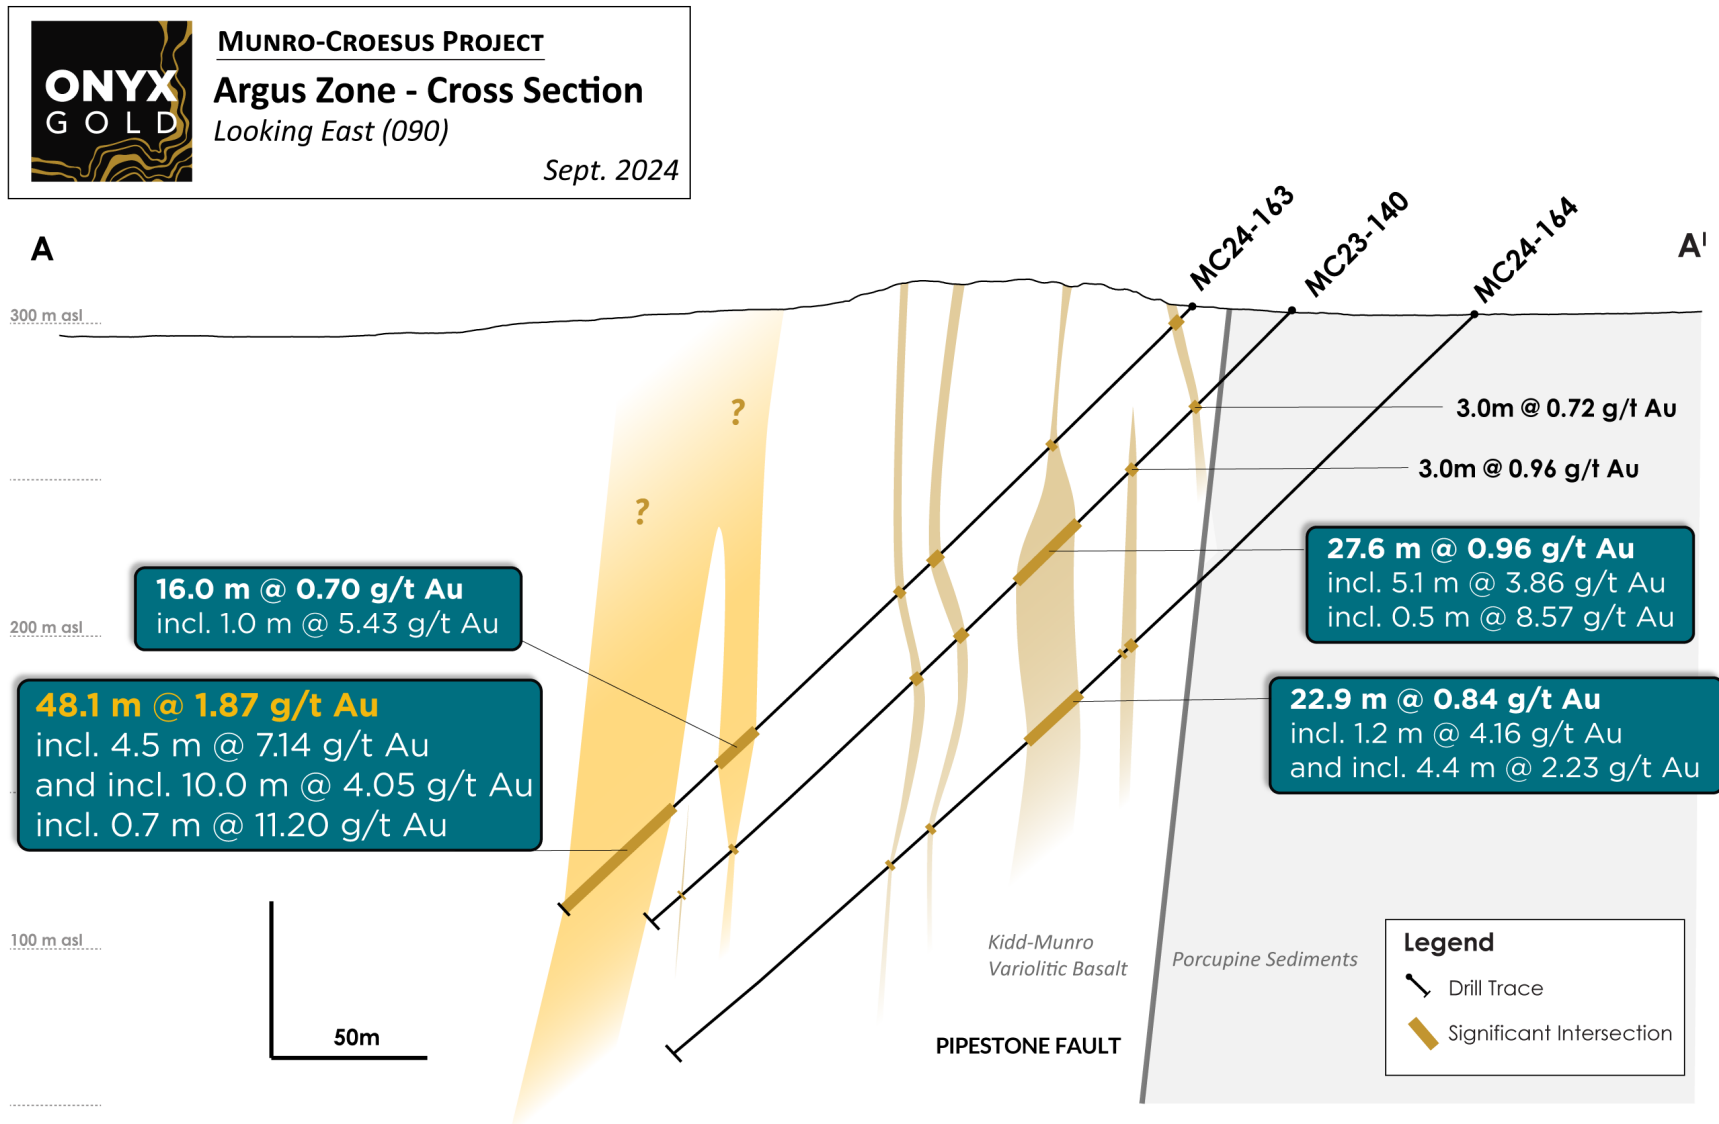 ONYX
GOLD
MUNRO-CROESUS PROJECT
Argus Zone - Cross Section
Looking East (090)
Sept. 2024
A
MC24-163
MC23-140
MC24-164
A'
300 m asl
?
3.0m @ 0.72 g/t Au
3.0m @ 0.96 g/t Au
?
27.6 m @ 0.96 g/t Au
incl. 5.1 m @ 3.86 g/t Au
incl. 0.5 m @ 8.57 g/t Au
16.0 m @ 0.70 g/t Au
incl. 1.0 m @ 5.43 g/t Au
200 m asl
48.1 m @ 1.87 g/t Au
incl. 4.5 m @ 7.14 g/t Au
and incl. 10.0 m @ 4.05 g/t Au
incl. 0.7 m @ 11.20 g/t Au
22.9 m @ 0.84 g/t Au
incl. 1.2 m @ 4.16 g/t Au
and incl. 4.4 m @ 2.23 g/t Au
100 m asl
Kidd-Munro
Variolitic Basalt
Porcupine Sediments
Legend
Drill Trace
Significant Intersection
50m
PIPESTONE FAULT